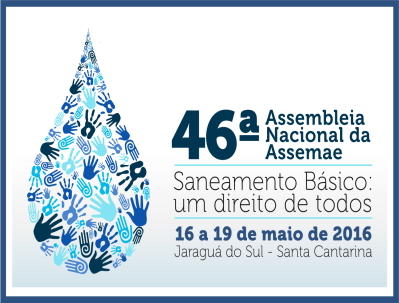 46ª Assembleia
Nacional da
Assemae
Saneamento Básico:
um direito de todos
16 a 19 de maio de 2016
Jaraguá do Sul - Santa Cantarina